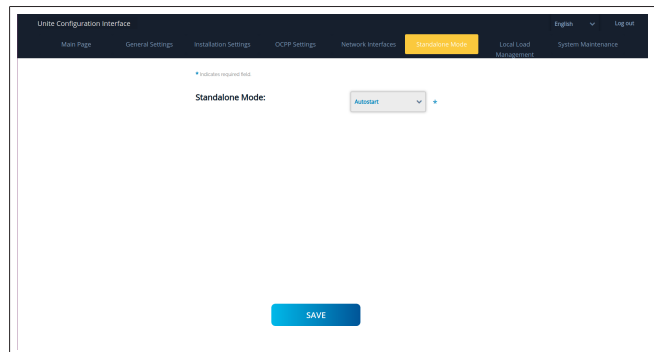 Unite Configuration Interface
English
Log out
Main Page
General Settings
Installation Settings
OCPP Settings
Network Interfaces
Standalone Mode
Local Load
Management
System Maintenance
* Indicates required field.
Standalone Mode:
Autostart
*
SAVE